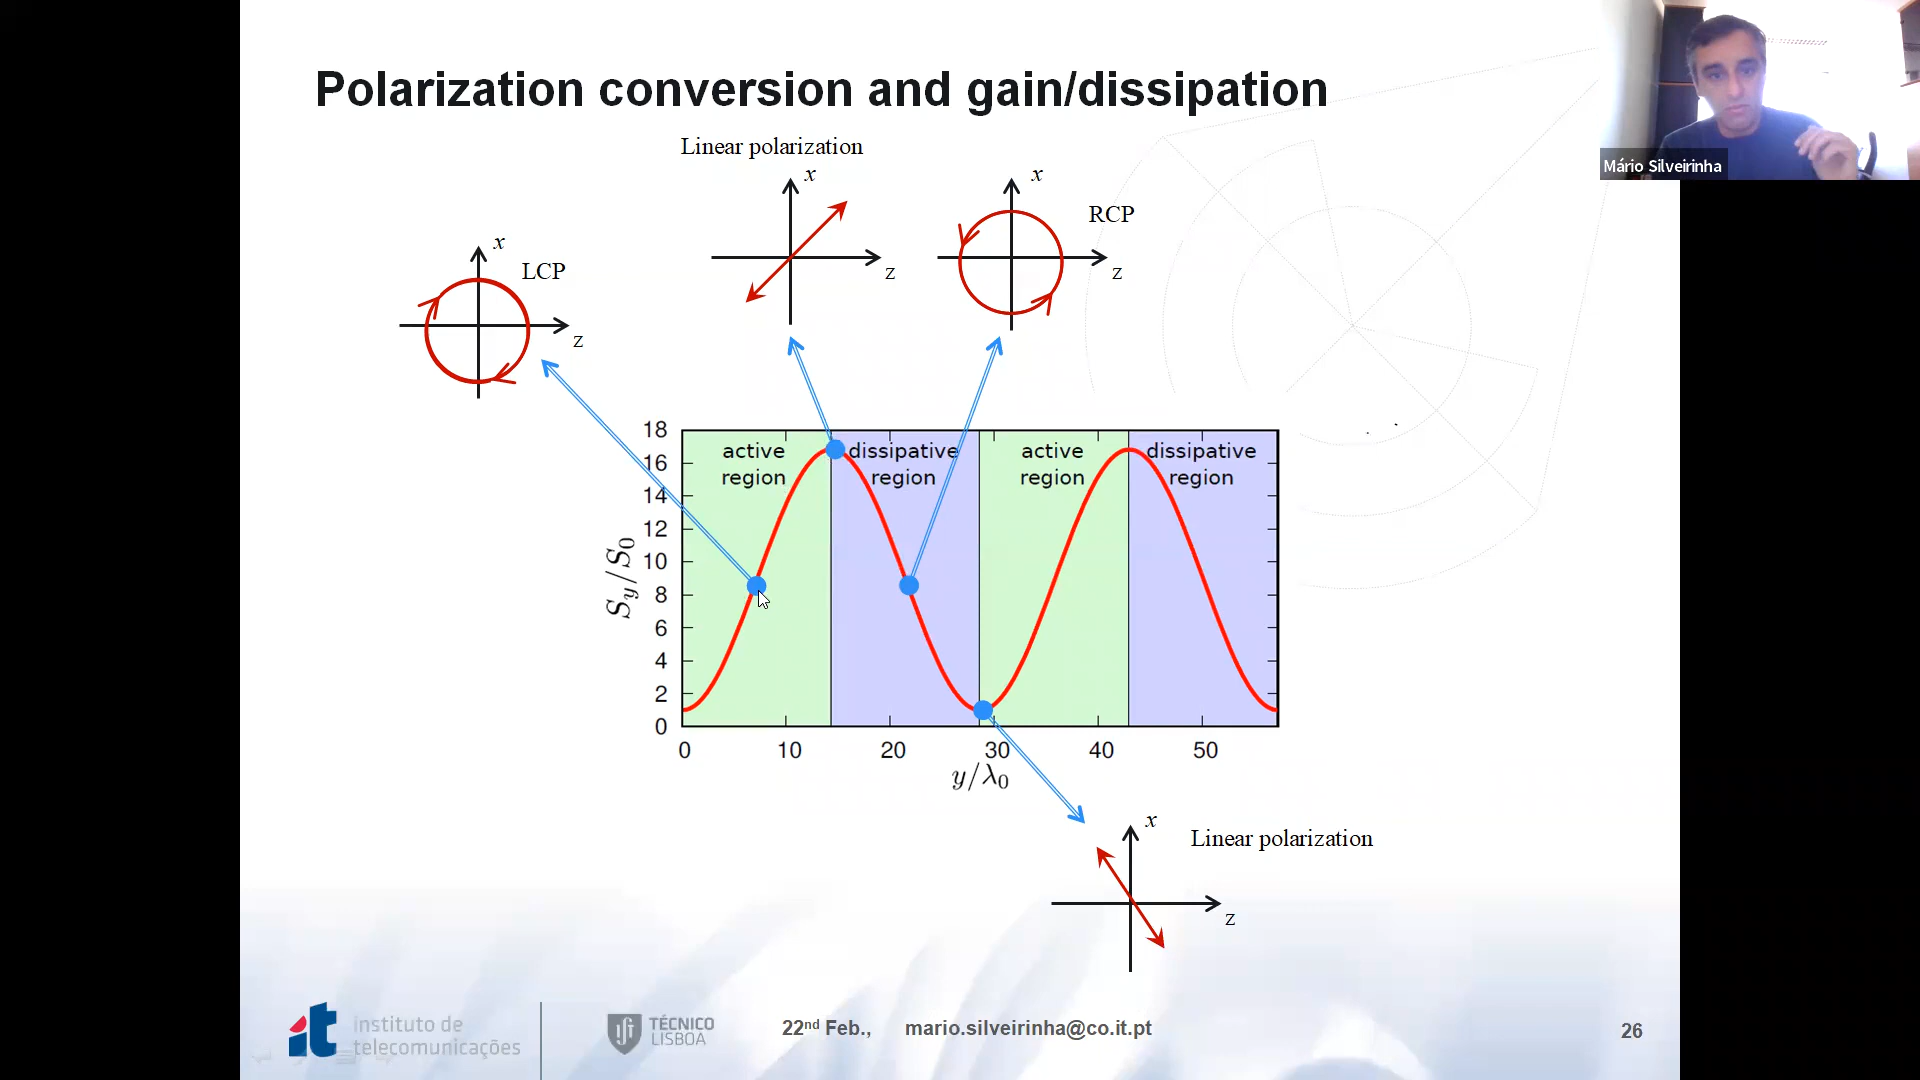 Polarization conversion and gain/dissipation
Mário Silveirinha
Linear polarization
x
z
x
RCP
z
x
LCP
z
18
16
14
12
10
8
6
4
2
0
S_y/S_0
active
region
dissipative
region
active
region
dissipative
region
0
10
20
30
40
50
y/λ_0
x
Linear polarization
z
it
instituto de
telecomunicações
TÉCNICO
LISBOA
22nd Feb.,
mario.silveirinha@co.it.pt
26